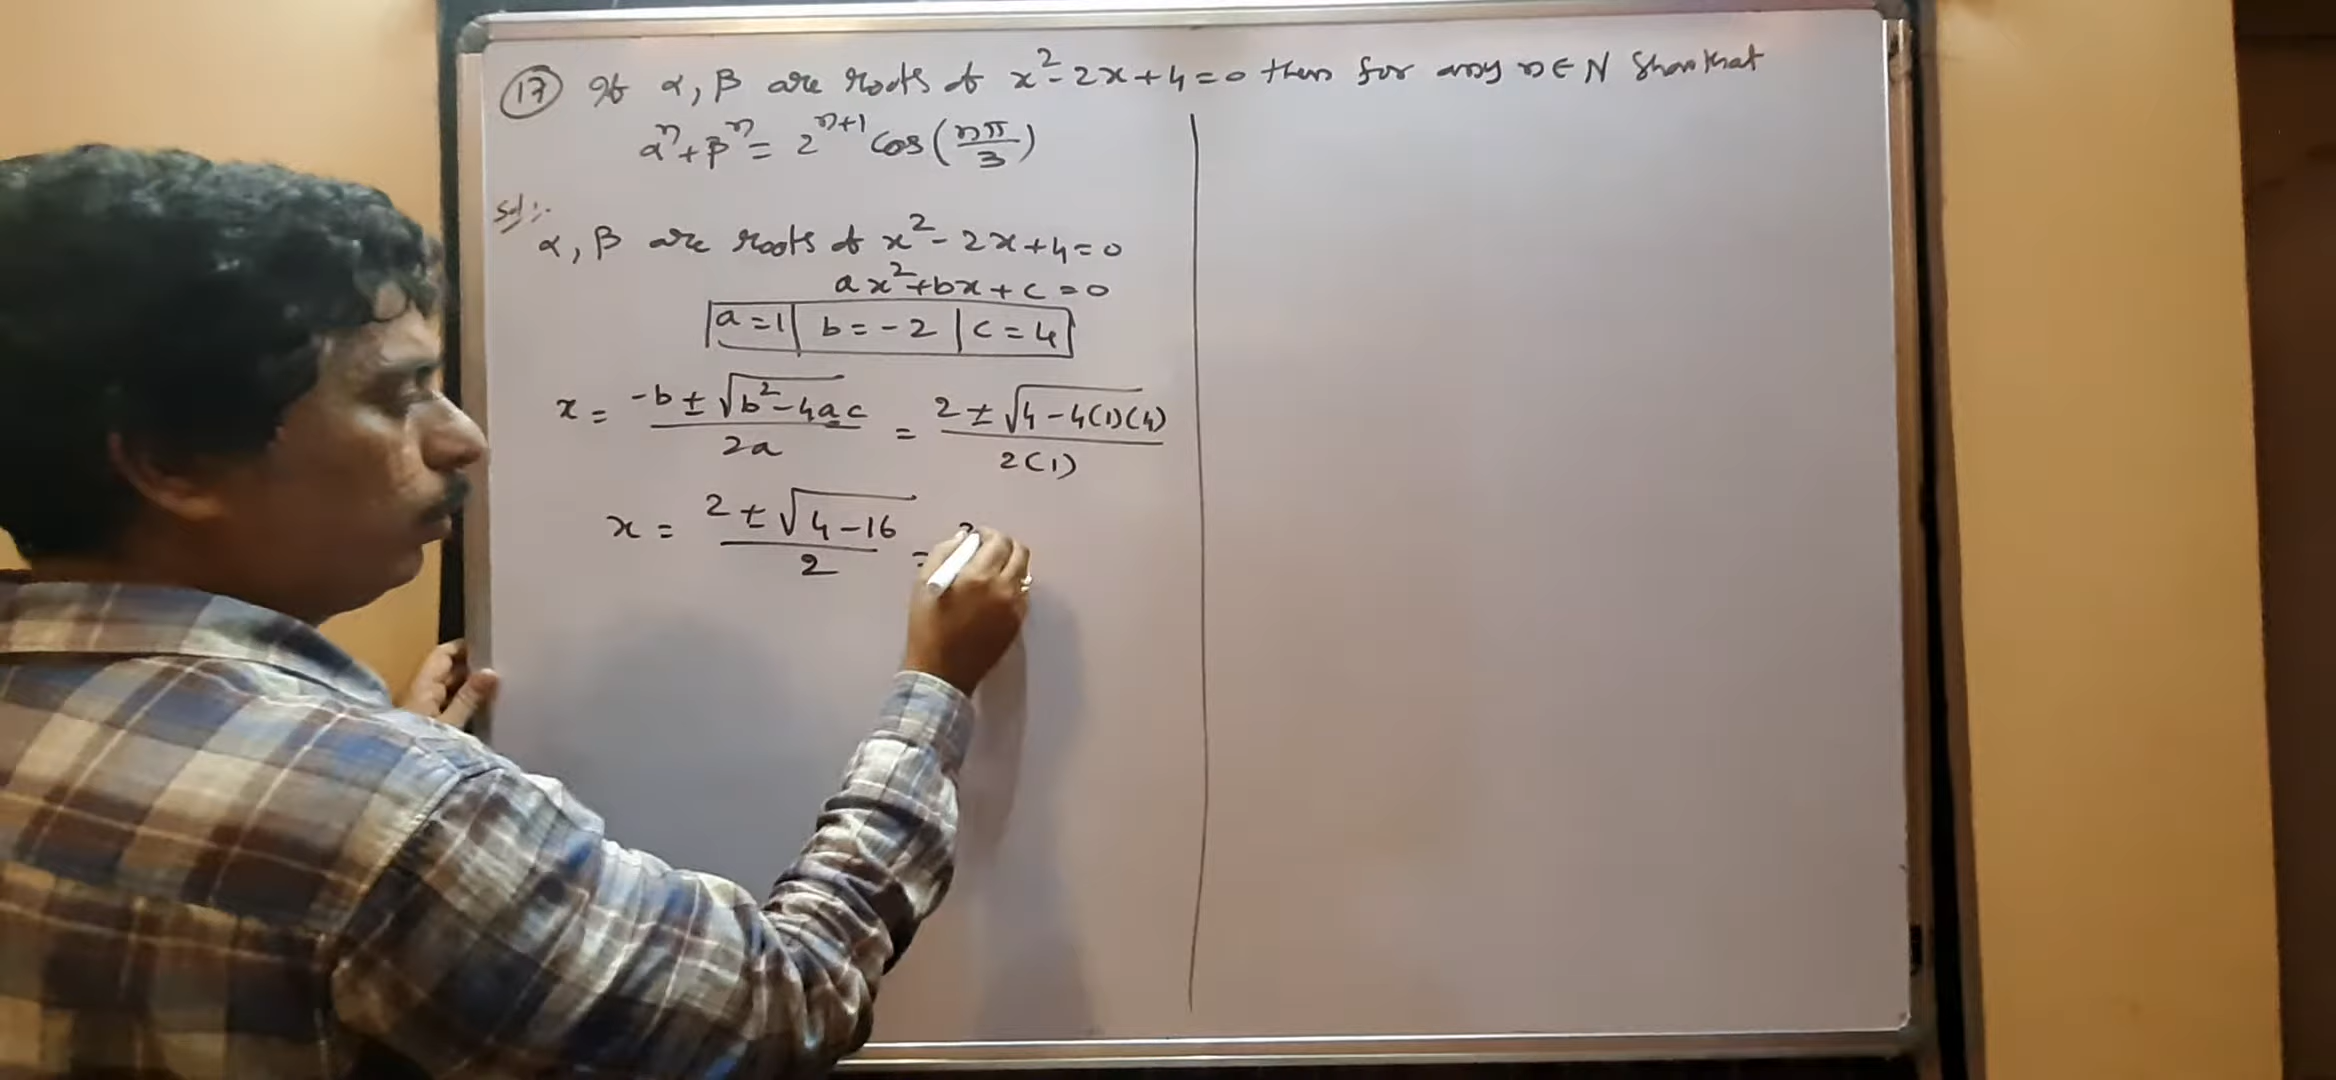 17 If α, β are roots of x² - 2x + 4 = 0 then for any n ∈ N Show that
αⁿ + βⁿ = 2ⁿ⁺¹ cos(nπ/3)
Sol :-
α, β are roots of x² - 2x + 4 = 0
ax² + bx + c = 0
a = 1 | b = -2 | c = 4
x = (-b ± √(b² - 4ac))/2a = (2 ± √(4 - 4(1)(4)))/2(1)
x = (2 ± √(4 - 16))/2 =